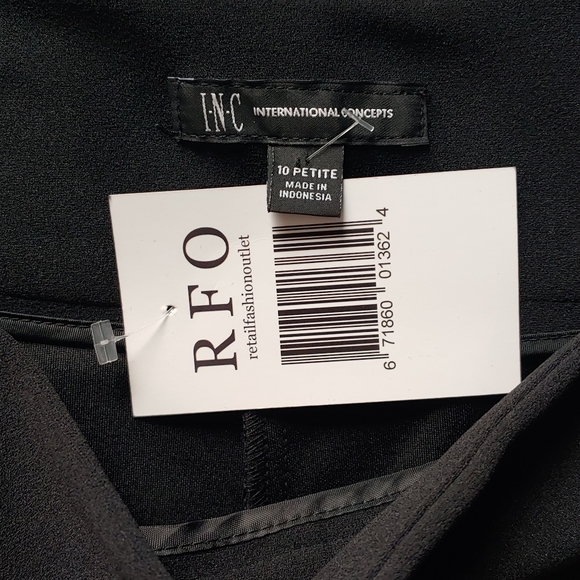 I·N·C INTERNATIONAL CONCEPTS
10 PETITE
MADE IN
INDONESIA
RFO
retailfashionoutlet
6 71860 01362 4